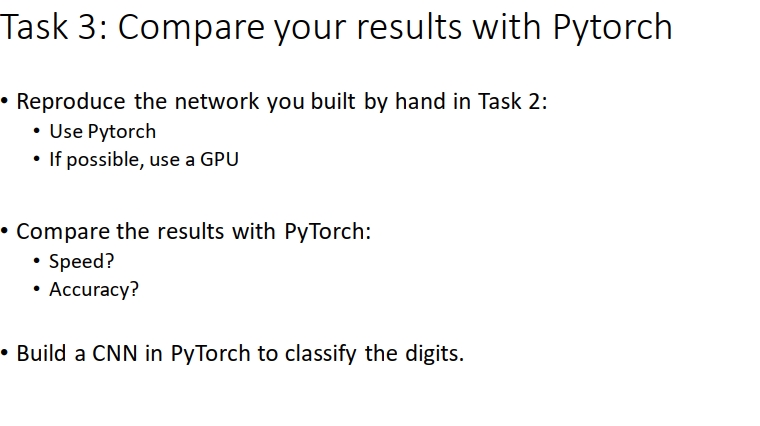 Task 3: Compare your results with Pytorch
• Reproduce the network you built by hand in Task 2:
• Use Pytorch
• If possible, use a GPU
• Compare the results with PyTorch:
• Speed?
• Accuracy?
• Build a CNN in PyTorch to classify the digits.